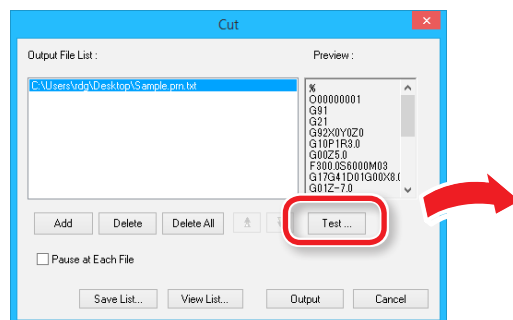 Cut
Output File List :
Preview :
C:\Users\rdg\Desktop\Sample.prn.txt
%
O00000001
G91
G21
G92X0Y0Z0
G10P1R3.0
G00Z5.0
F300.0S6000M03
G17G41D01G00X8.(
G01Z-7.0
Add
Delete
Delete All
Test ...
Pause at Each File
Save List...
View List...
Output
Cancel